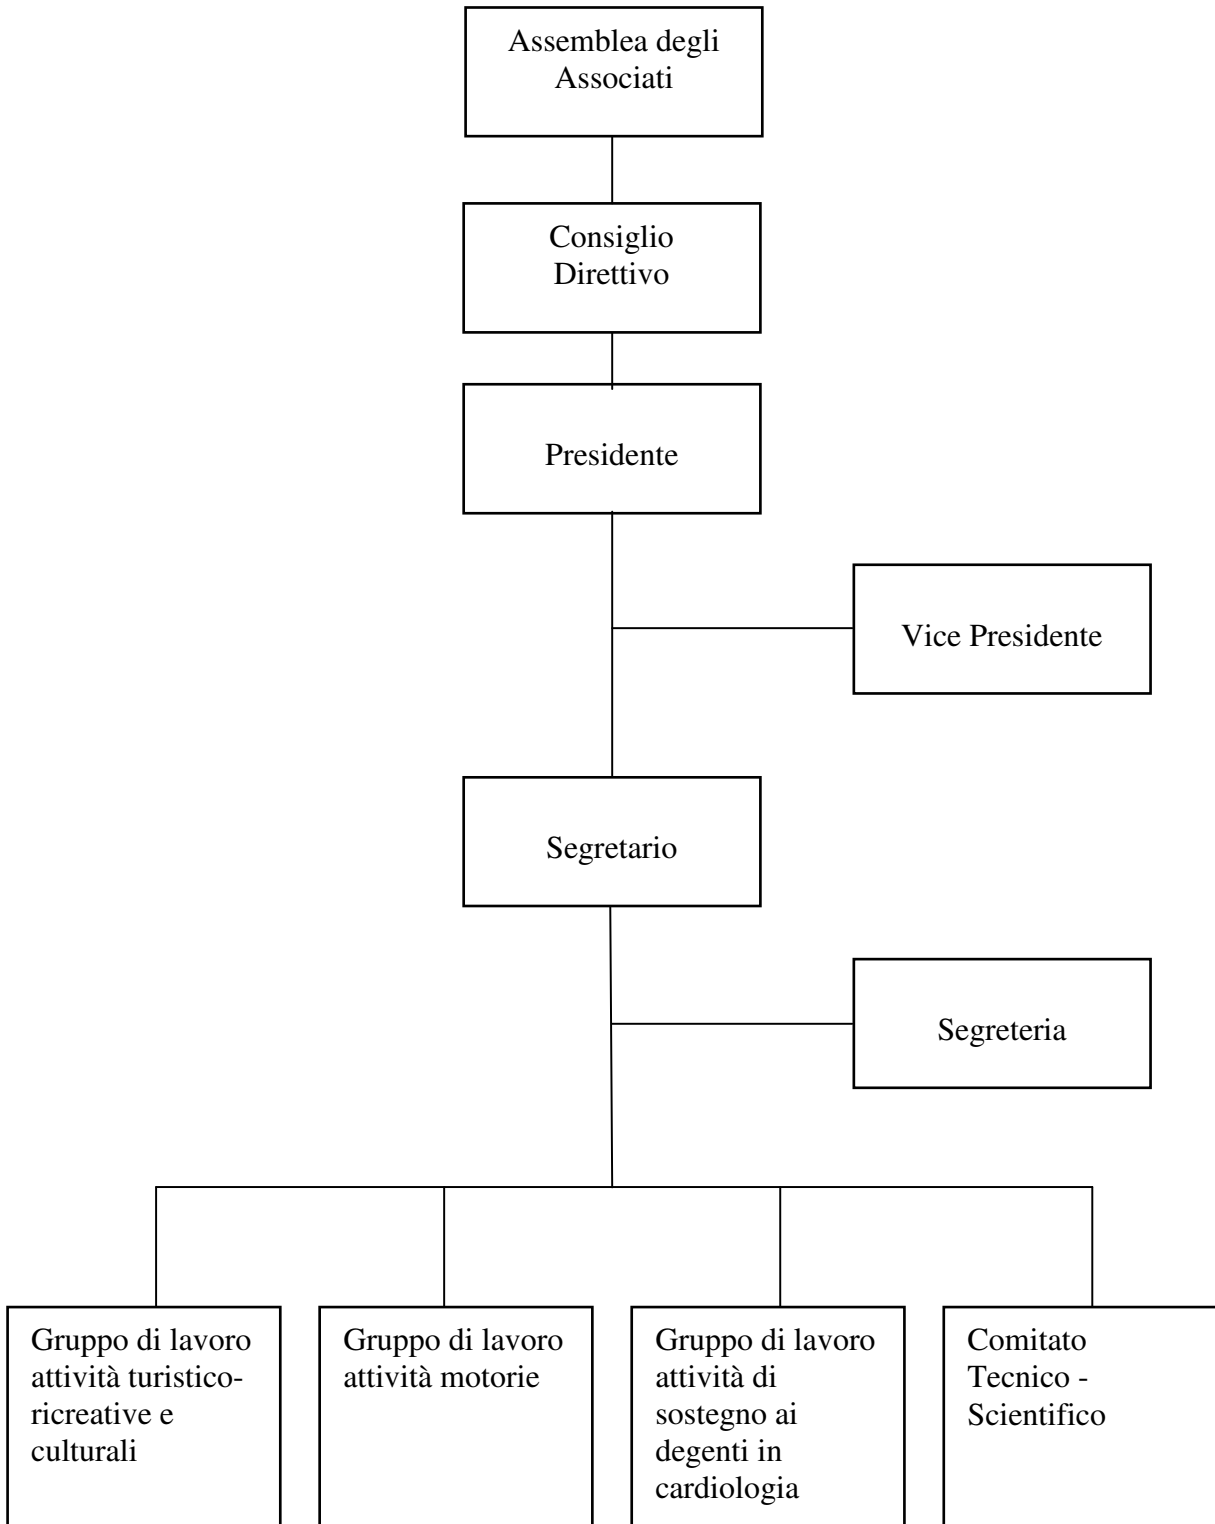 Assemblea degli
Associati
Consiglio
Direttivo
Presidente
Vice Presidente
Segretario
Segreteria
Gruppo di lavoro
attività turistico-
ricreative e
culturali
Gruppo di lavoro
attività motorie
Gruppo di lavoro
attività di
sostegno ai
degenti in
cardiologia
Comitato
Tecnico -
Scientifico